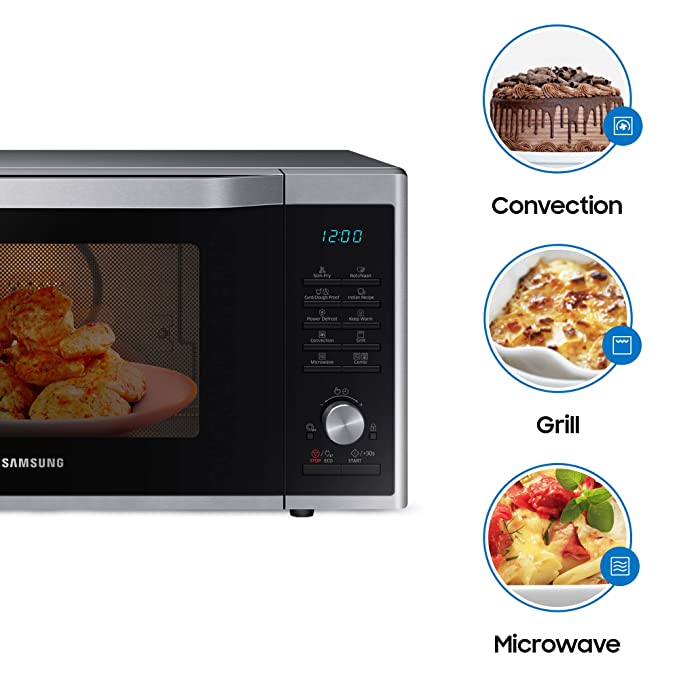 12:00
Slim Fry
Roti/Naan
Curd/Dough Proof
Indian Recipe
Power Defrost
Keep Warm
Convection
Grill
Microwave
Combi
- +
STOP ECO
/+30s
START
SAMSUNG
Convection
Grill
Microwave